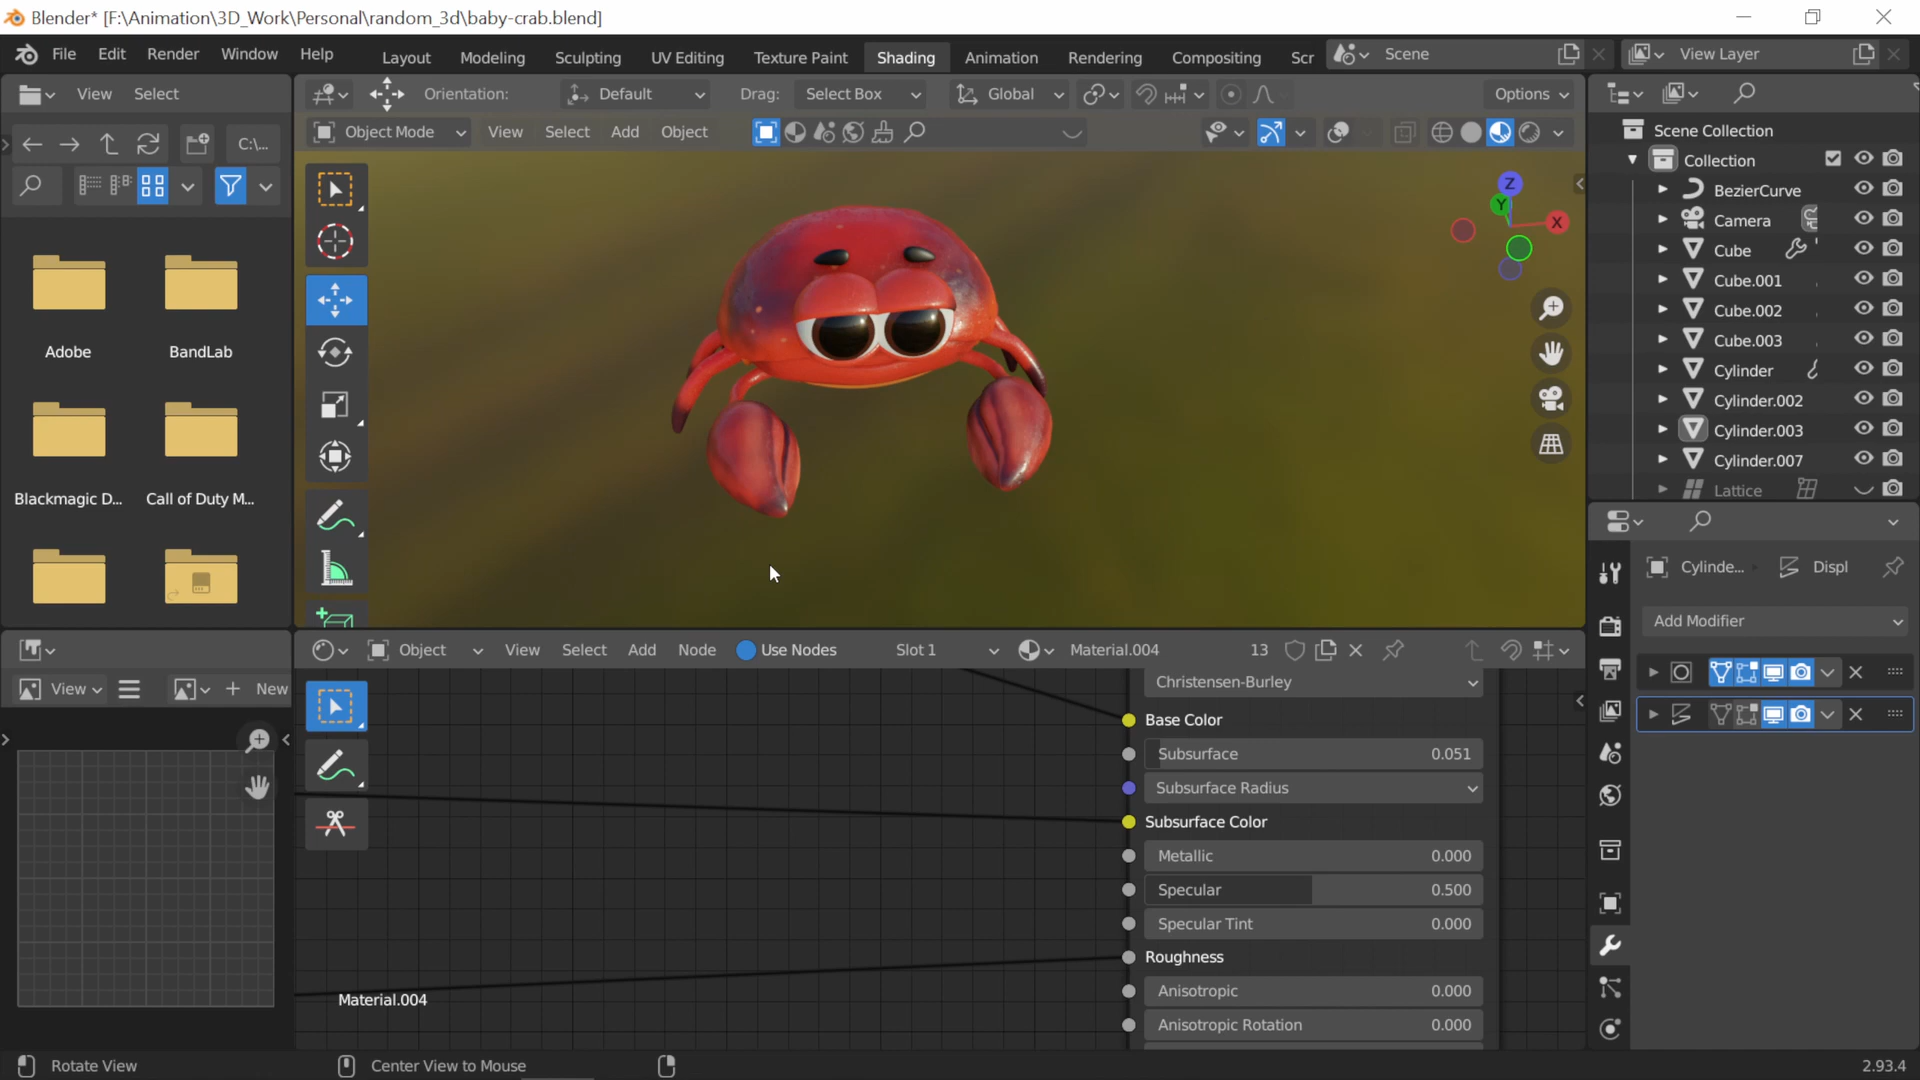 Blender* [F:\Animation\3D_Work\Personal\random_3d\baby-crab.blend]
File Edit Render Window Help
Layout Modeling Sculpting UV Editing Texture Paint Shading Animation Rendering Compositing Scr
Scene
View Layer
View Select
Orientation: Default Drag: Select Box Global Options
C:\...
Object Mode View Select Add Object
Scene Collection
Collection
BezierCurve
Camera
Cube
Cube.001
Cube.002
Cube.003
Cylinder
Cylinder.002
Cylinder.003
Cylinder.007
Lattice
Z
Y
X
Adobe BandLab
Blackmagic D... Call of Duty M...
Cylinde... Displ
Add Modifier
Object View Select Add Node Use Nodes Slot 1 Material.004 13
View New
Christensen-Burley
Base Color
Subsurface 0.051
Subsurface Radius
Subsurface Color
Metallic 0.000
Specular 0.500
Specular Tint 0.000
Roughness
Anisotropic 0.000
Anisotropic Rotation 0.000
Material.004
Rotate View Center View to Mouse 2.93.4